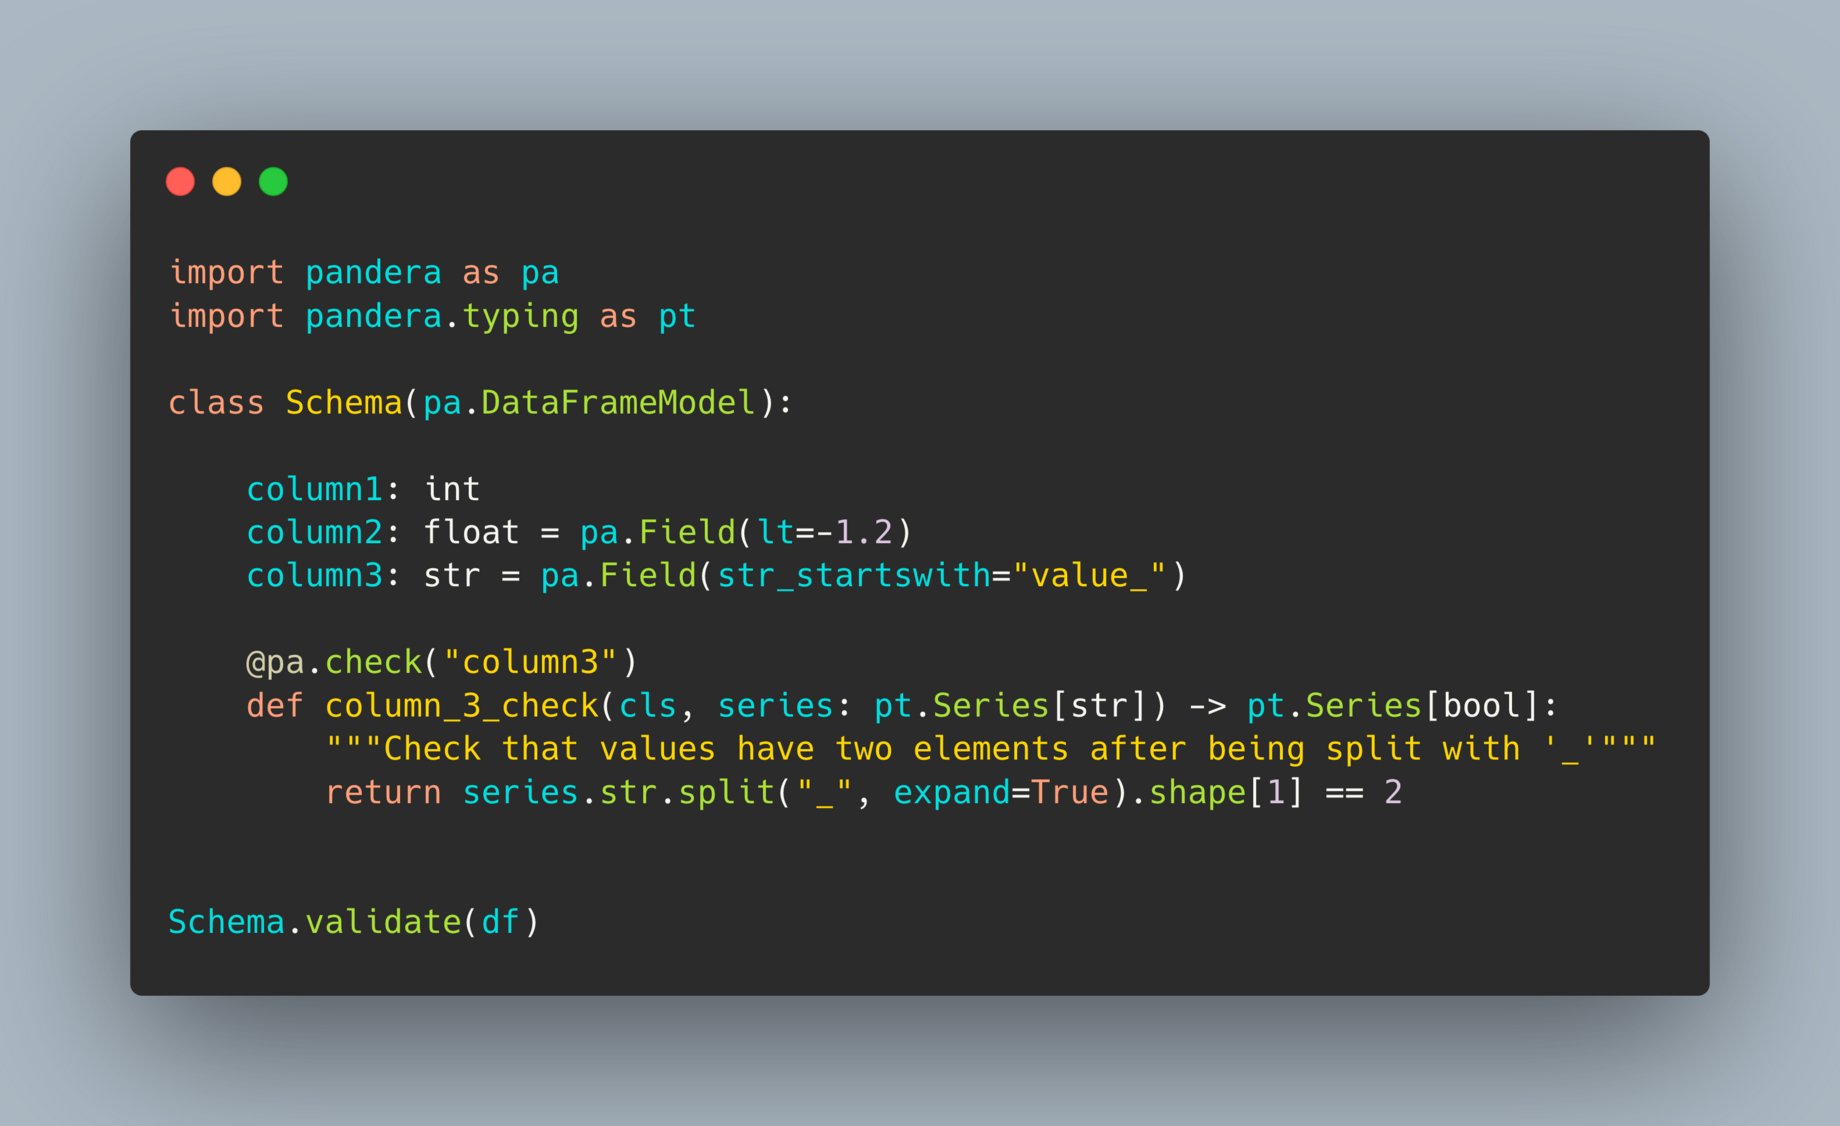 import pandera as pa
import pandera.typing as pt
class Schema(pa.DataFrameModel):
    column1: int
    column2: float = pa.Field(lt=-1.2)
    column3: str = pa.Field(str_startswith="value_")
    @pa.check("column3")
    def column_3_check(cls, series: pt.Series[str]) -> pt.Series[bool]:
        """Check that values have two elements after being split with '_'"""
        return series.str.split("_", expand=True).shape[1] == 2
Schema.validate(df)